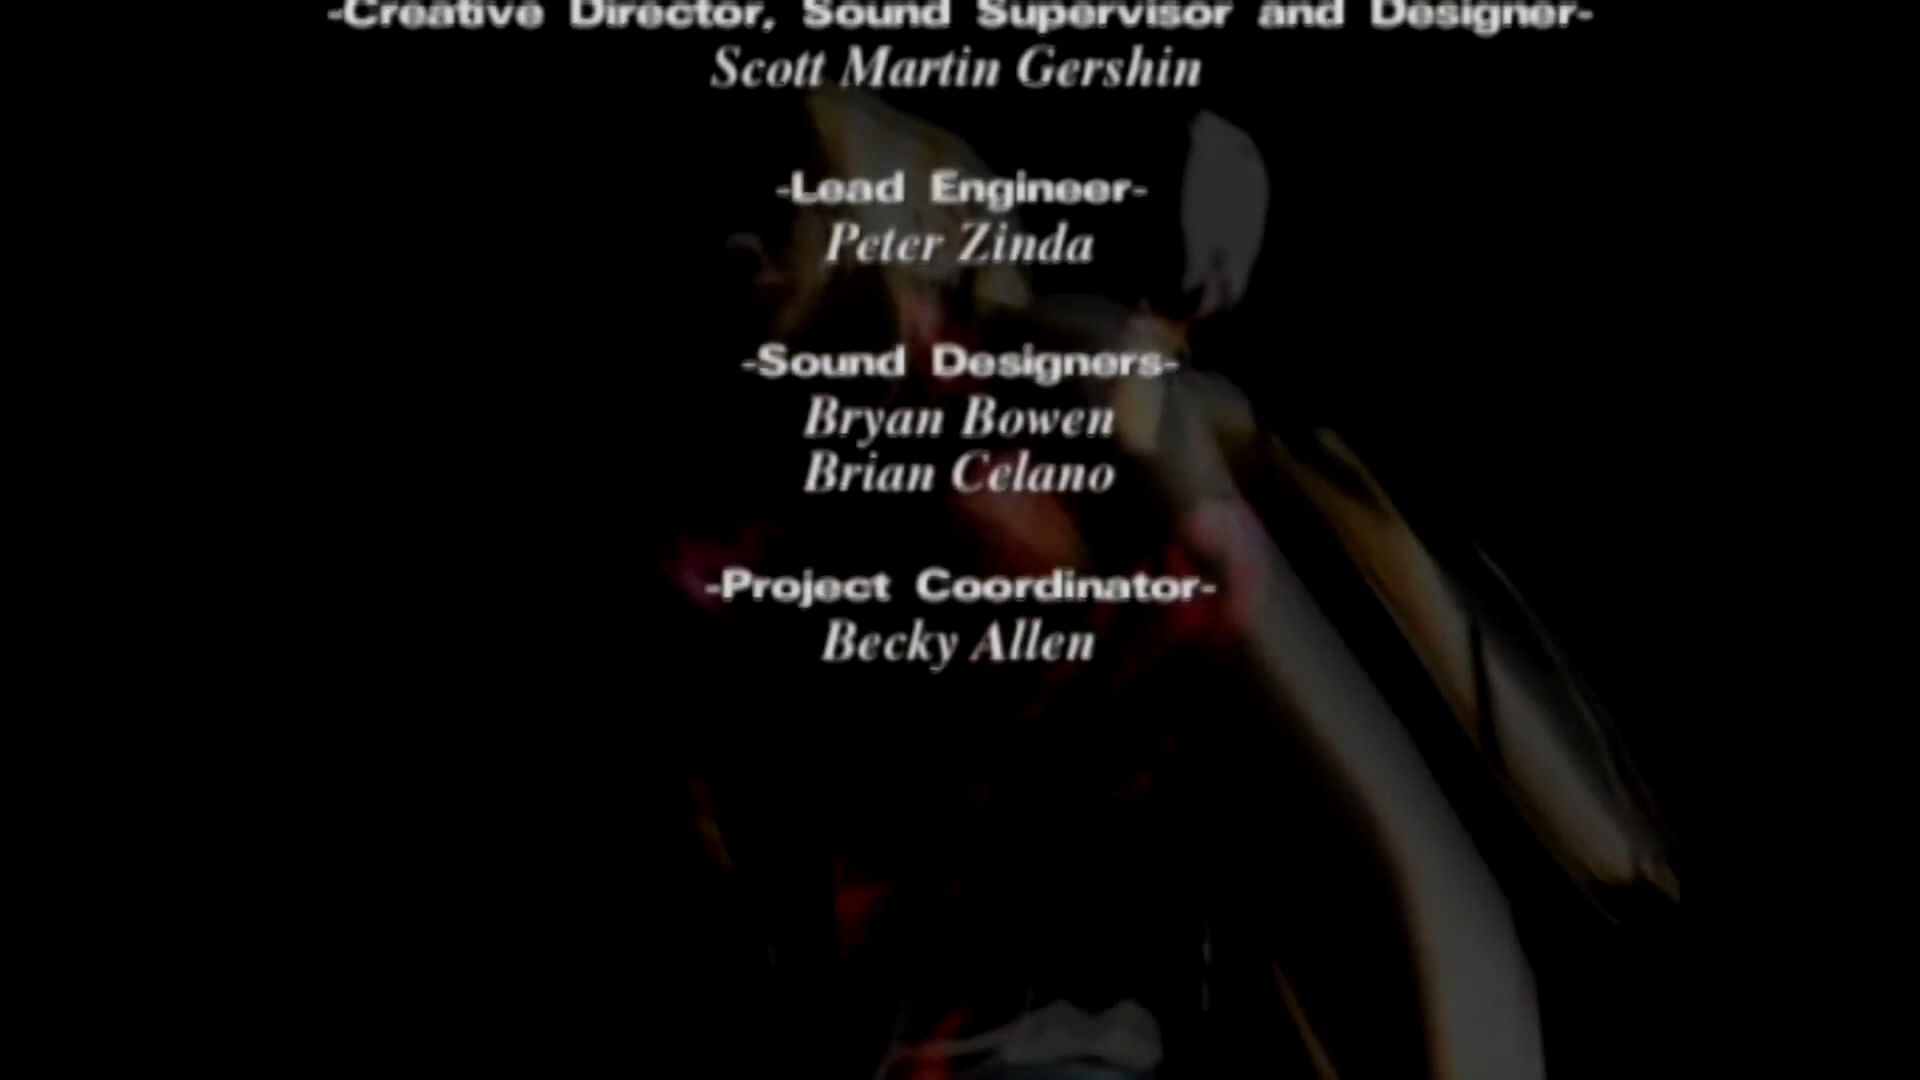 -Creative Director, Sound Supervisor and Designer-
Scott Martin Gershin
-Lead Engineer-
Peter Zinda
-Sound Designers-
Bryan Bowen
Brian Celano
-Project Coordinator-
Becky Allen